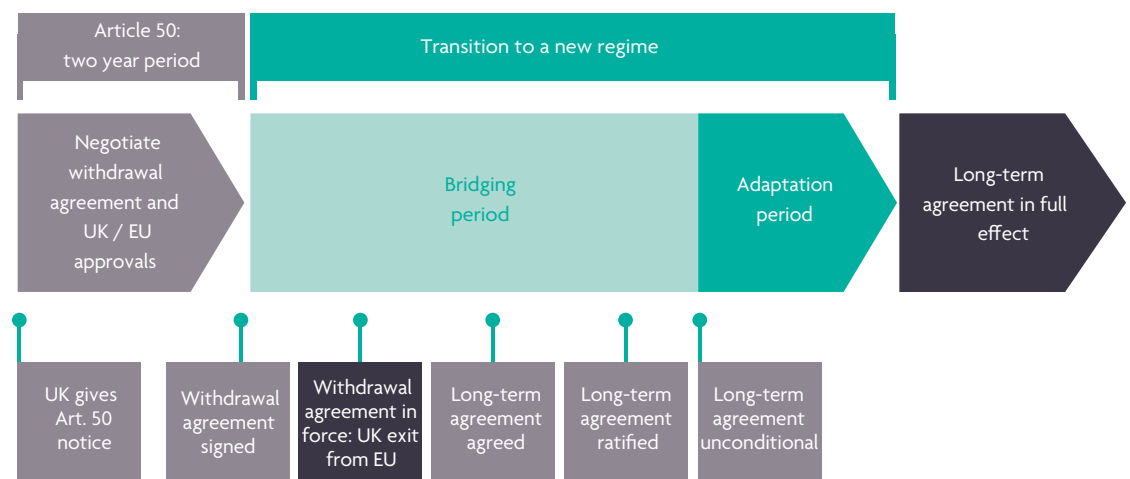 Article 50:
two year period
Transition to a new regime
Negotiate
withdrawal
agreement and
UK / EU
approvals
Bridging
period
Adaptation
period
Long-term
agreement in full
effect
UK gives
Art. 50
notice
Withdrawal
agreement
signed
Withdrawal
agreement in
force: UK exit
from EU
Long-term
agreement
agreed
Long-term
agreement
ratified
Long-term
agreement
unconditional